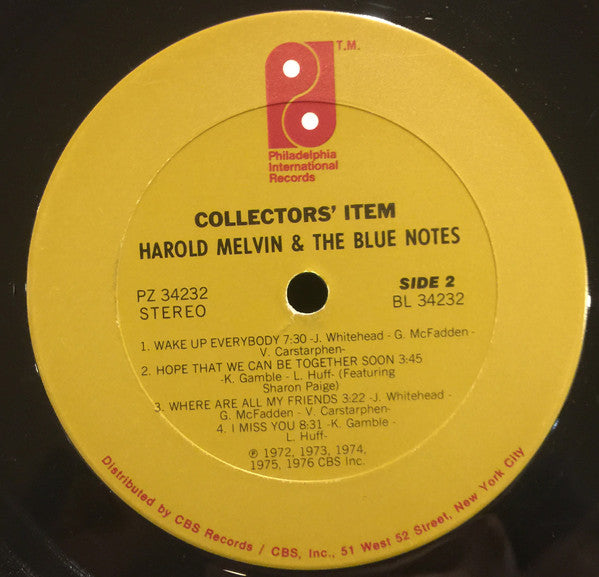 T.M.
Philadelphia
International
Records
COLLECTORS' ITEM
HAROLD MELVIN & THE BLUE NOTES
PZ 34232
STEREO
SIDE 2
BL 34232
1. WAKE UP EVERYBODY 7:30 -J. Whitehead - G. McFadden -
V. Carstarphen-
2. HOPE THAT WE CAN BE TOGETHER SOON 3:45
-K. Gamble - L. Huff- (Featuring
Sharon Paige)
3. WHERE ARE ALL MY FRIENDS 3:22 -J. Whitehead -
G. McFadden - V. Carstarphen-
4. I MISS YOU 8:31 -K. Gamble -
L. Huff-
℗ 1972, 1973, 1974,
1975, 1976 CBS Inc.
Distributed by CBS Records / CBS, Inc., 51 West 52 Street, New York City